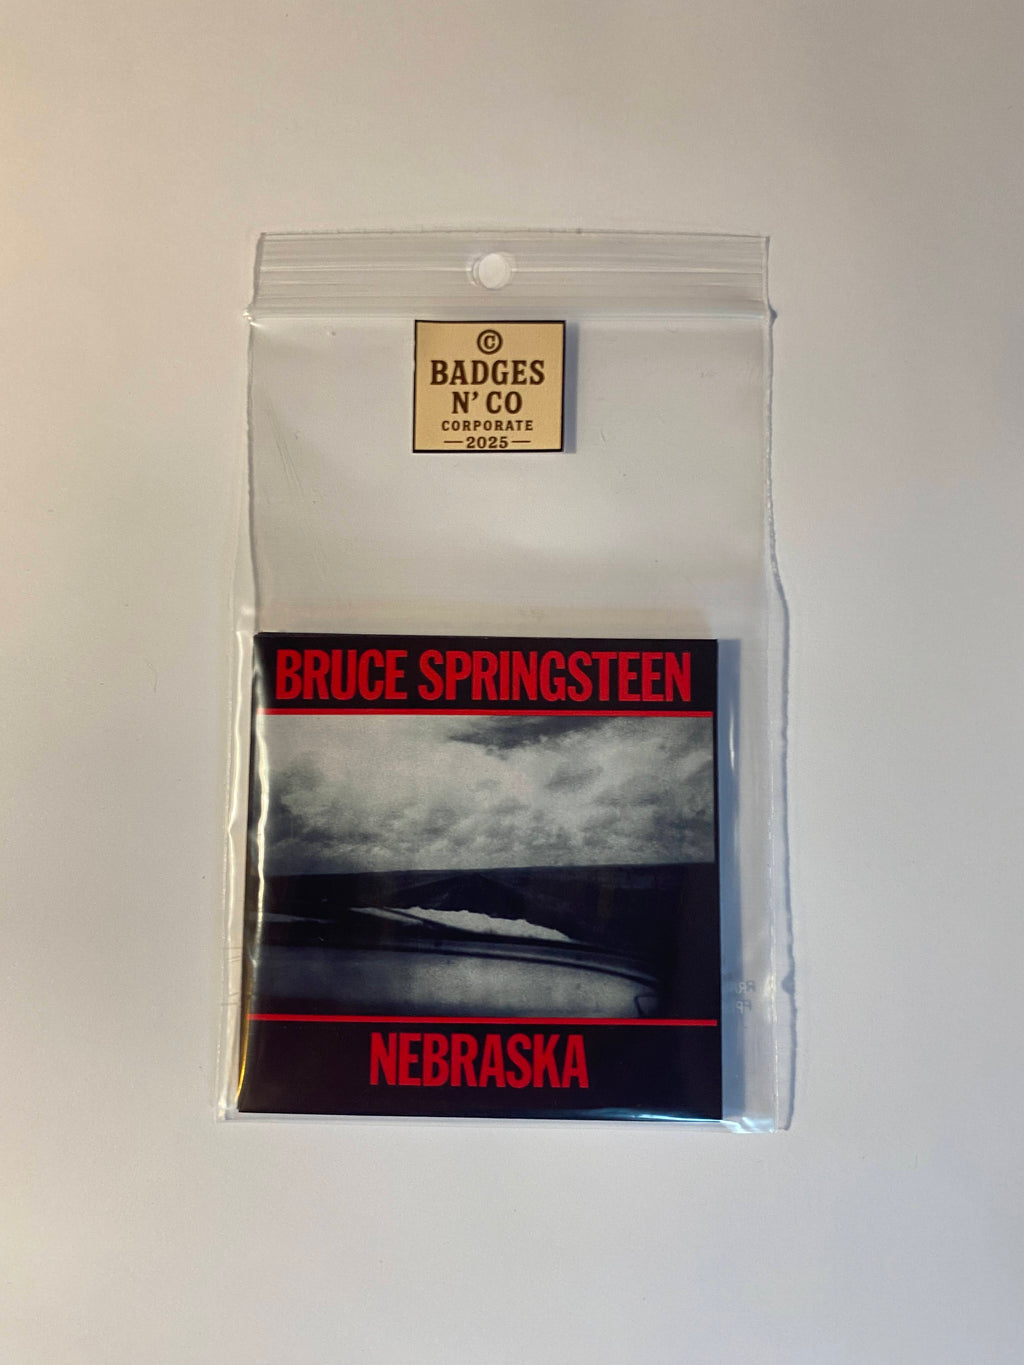 ©
BADGES
N' CO
CORPORATE
2025
BRUCE SPRINGSTEEN
NEBRASKA